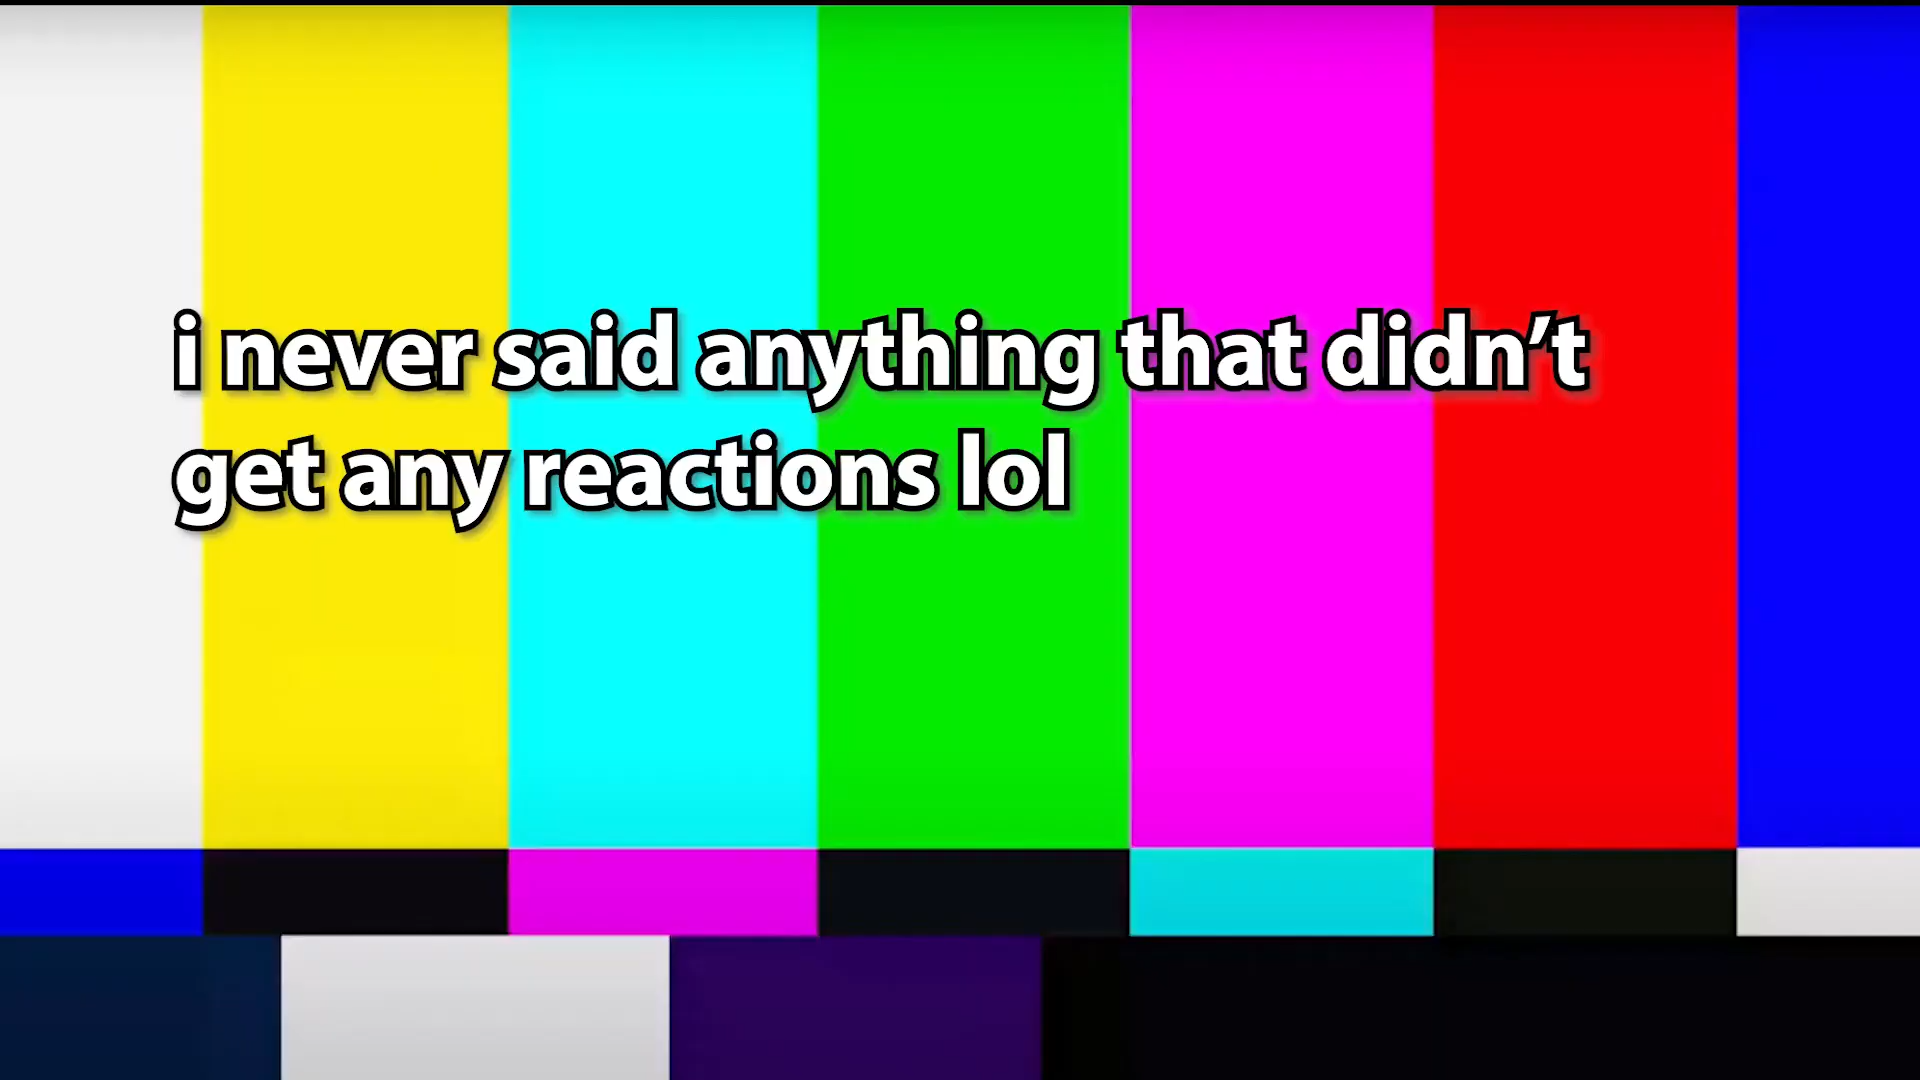 i never said anything that didn’t
get any reactions lol